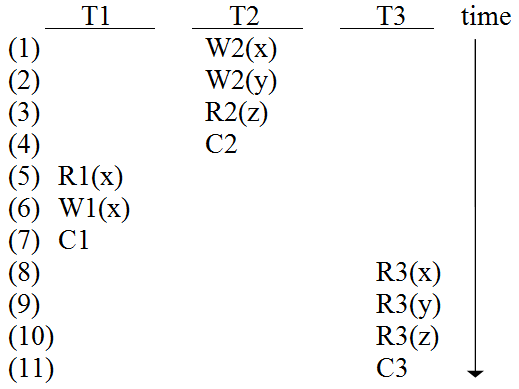 T1 T2 T3 time
(1) W2(x)
(2) W2(y)
(3) R2(z)
(4) C2
(5) R1(x)
(6) W1(x)
(7) C1
(8) R3(x)
(9) R3(y)
(10) R3(z)
(11) C3